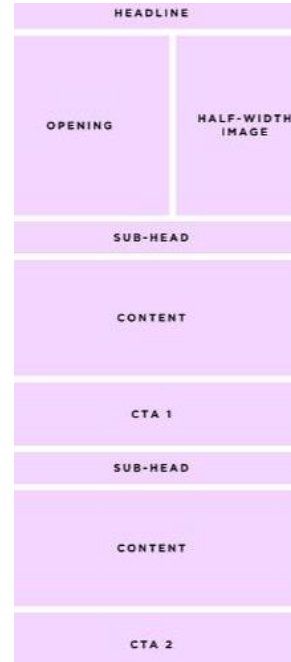 HEADLINE
OPENING
HALF-WIDTH
IMAGE
SUB-HEAD
CONTENT
CTA 1
SUB-HEAD
CONTENT
CTA 2